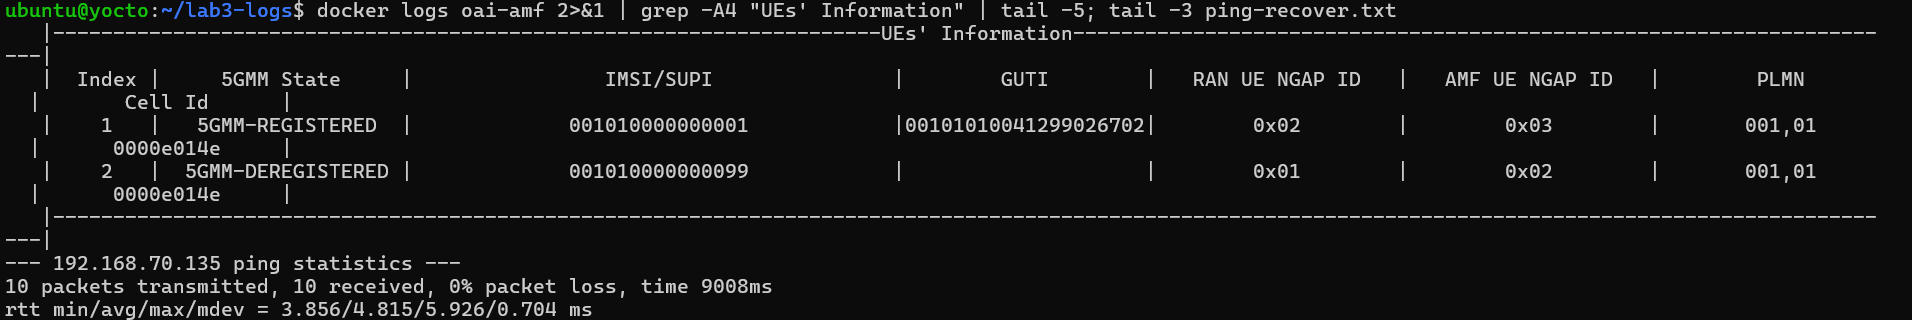 ubuntu@yocto:~/lab3-logs$ docker logs oai-amf 2>&1 | grep -A4 "UEs' Information" | tail -5; tail -3 ping-recover.txt
|---------------------------------------------------------------------UEs' Information-------------------------------------------------------------------
---|
| Index | 5GMM State | IMSI/SUPI | GUTI | RAN UE NGAP ID | AMF UE NGAP ID | PLMN
| Cell Id |
| 1 | 5GMM-REGISTERED | 001010000000001 |00101010041299026702| 0x02 | 0x03 | 001,01
| 0000e014e |
| 2 | 5GMM-DEREGISTERED | 001010000000099 | | 0x01 | 0x02 | 001,01
| 0000e014e |
|--------------------------------------------------------------------------------------------------------------------------------------------------------
---|
--- 192.168.70.135 ping statistics ---
10 packets transmitted, 10 received, 0% packet loss, time 9008ms
rtt min/avg/max/mdev = 3.856/4.815/5.926/0.704 ms